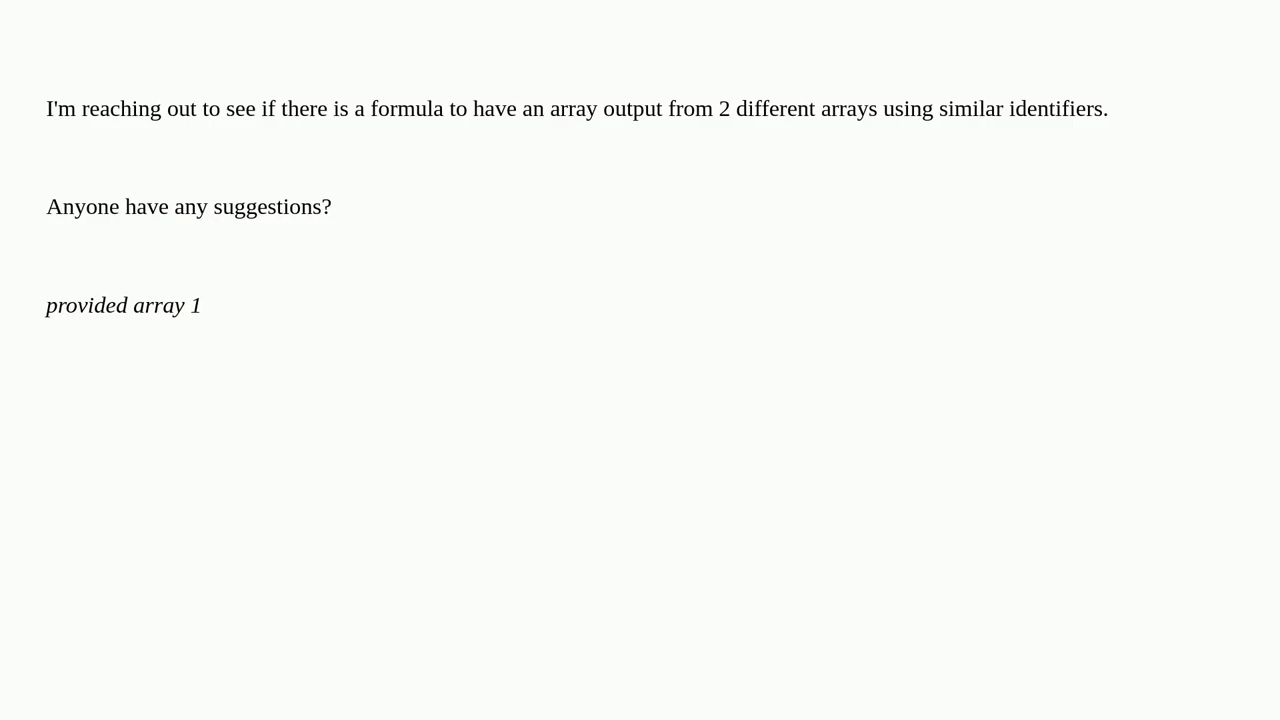 I'm reaching out to see if there is a formula to have an array output from 2 different arrays using similar identifiers.
Anyone have any suggestions?
provided array 1